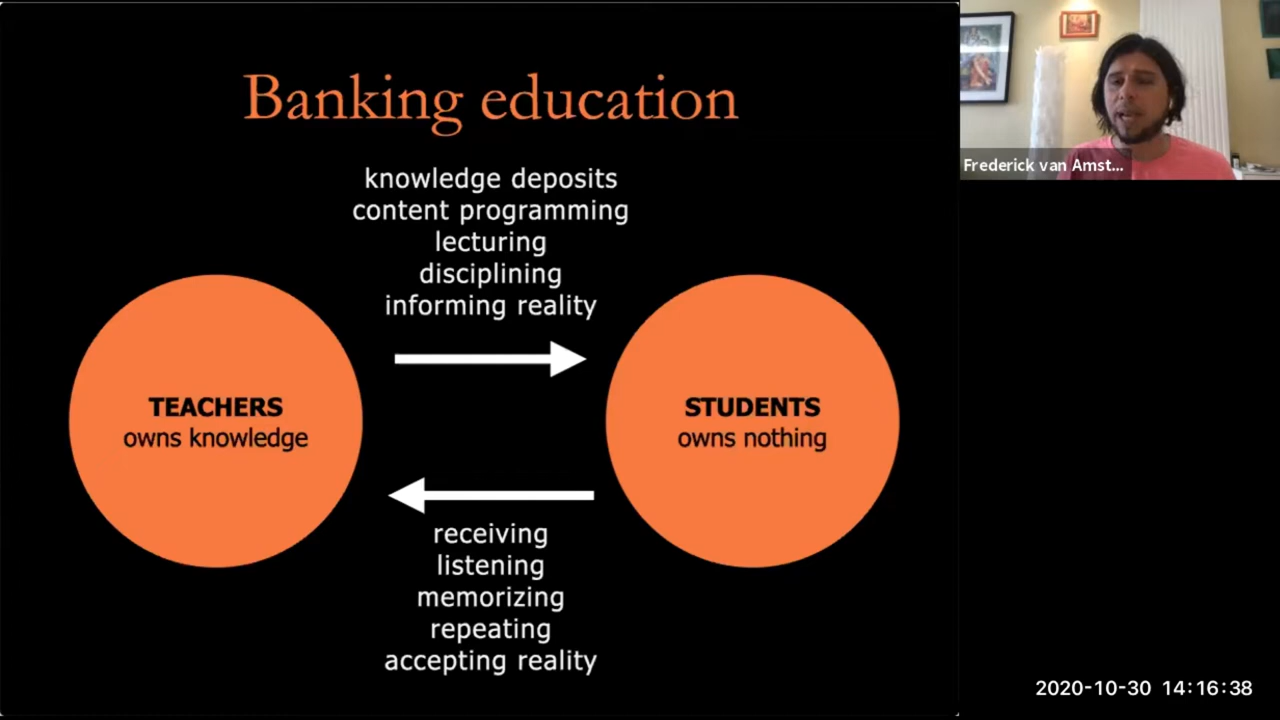 Banking education
knowledge deposits
content programming
lecturing
disciplining
informing reality
TEACHERS
owns knowledge
STUDENTS
owns nothing
receiving
listening
memorizing
repeating
accepting reality
Frederick van Amst...
2020-10-30 14:16:38